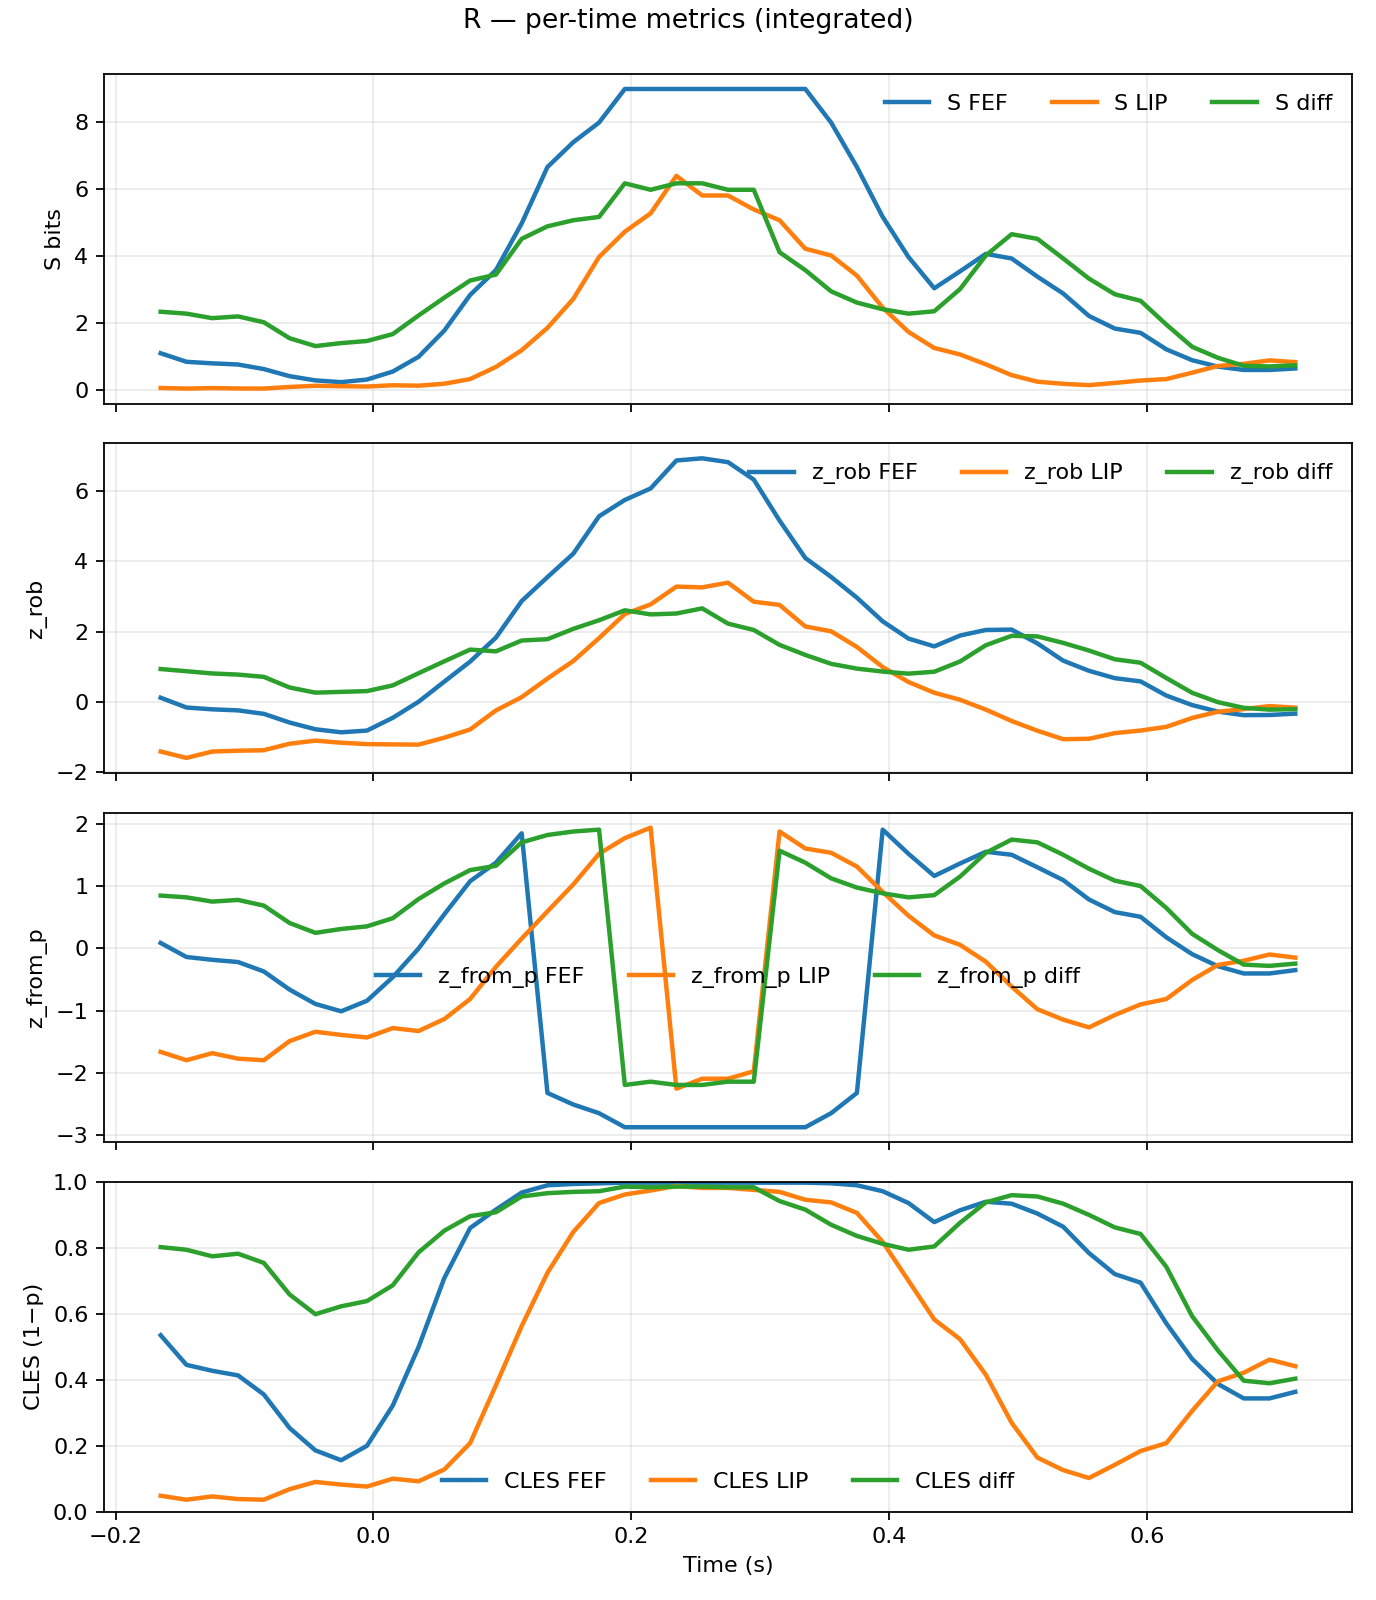 R — per-time metrics (integrated)
S FEF S LIP S diff
8
6
4
2
0
S bits
z_rob FEF z_rob LIP z_rob diff
6
4
2
0
−2
z_rob
2
1
0
−1
−2
−3
z_from_p
z_from_p FEF z_from_p LIP z_from_p diff
1.0
0.8
0.6
0.4
0.2
0.0
CLES (1−p)
CLES FEF CLES LIP CLES diff
−0.2 0.0 0.2 0.4 0.6
Time (s)